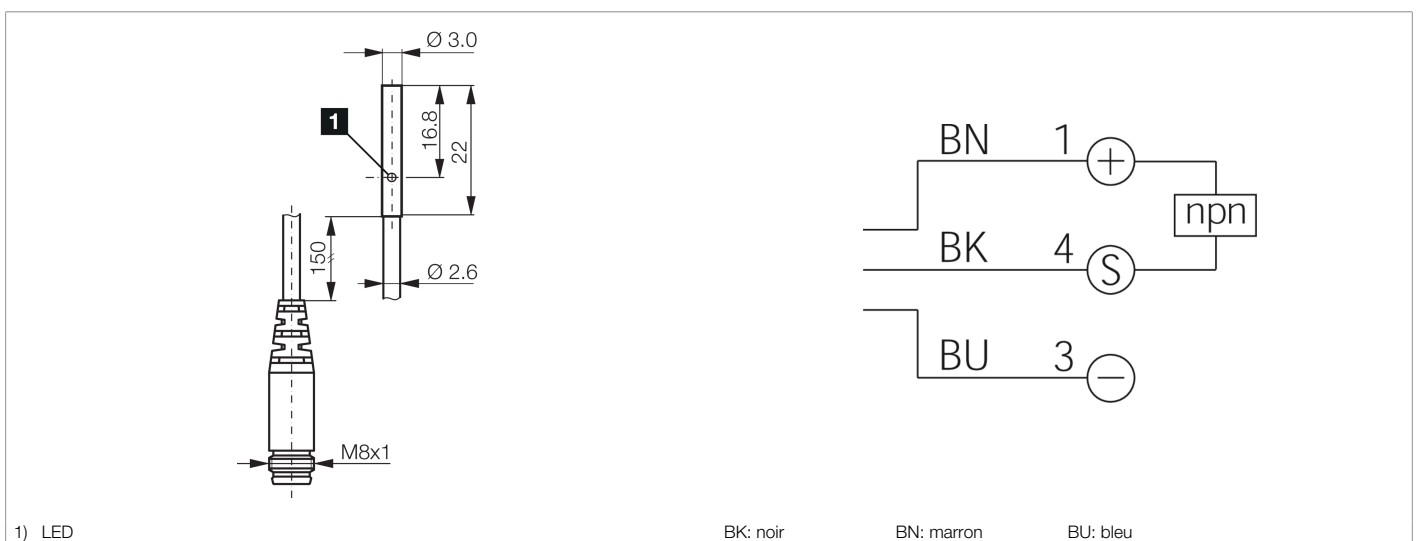 Ø 3.0
1
16.8
22
150
Ø 2.6
M8x1
BN 1 +
npn
BK 4 S
BU 3 −
1) LED
BK: noir BN: marron BU: bleu